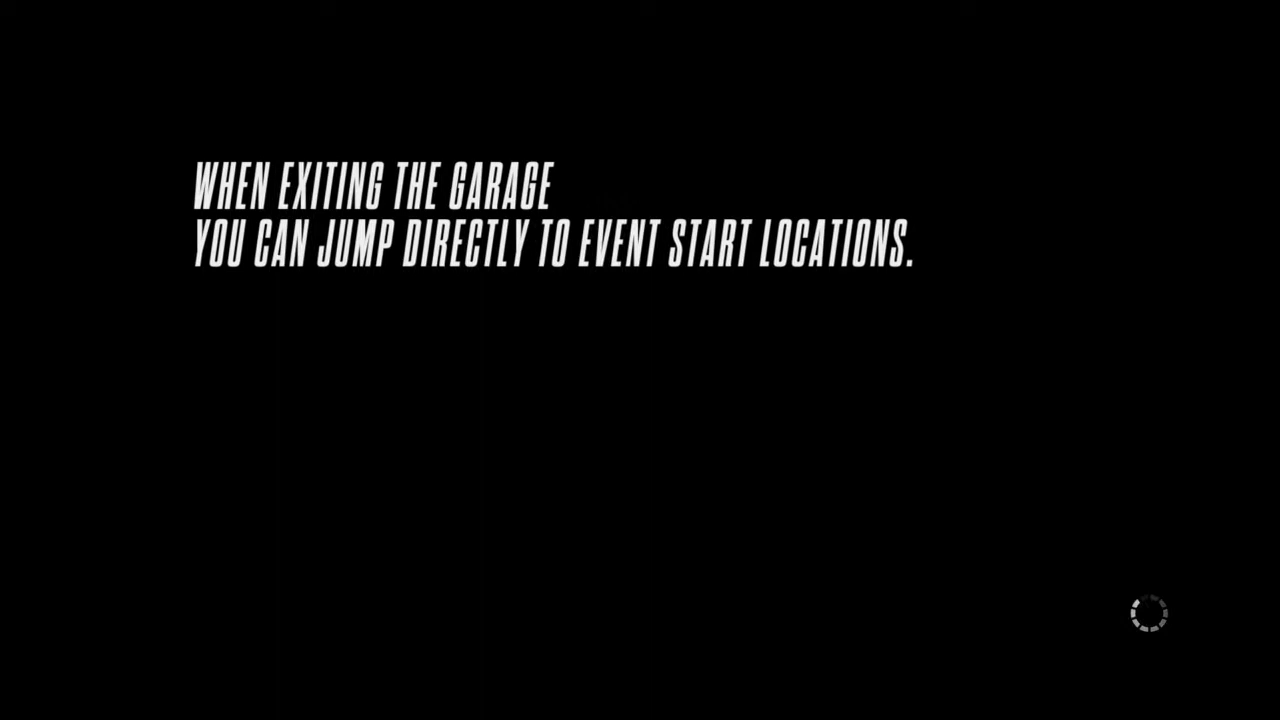 WHEN EXITING THE GARAGE
YOU CAN JUMP DIRECTLY TO EVENT START LOCATIONS.